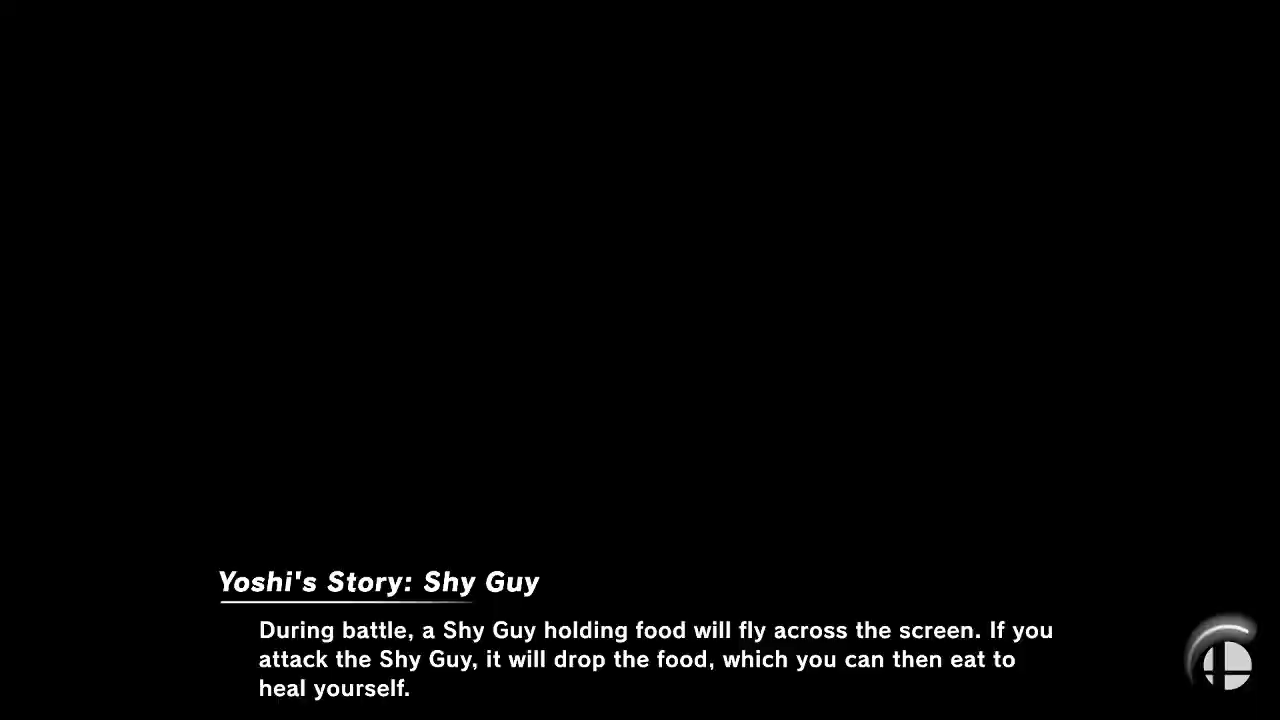 Yoshi's Story: Shy Guy
During battle, a Shy Guy holding food will fly across the screen. If you
attack the Shy Guy, it will drop the food, which you can then eat to
heal yourself.